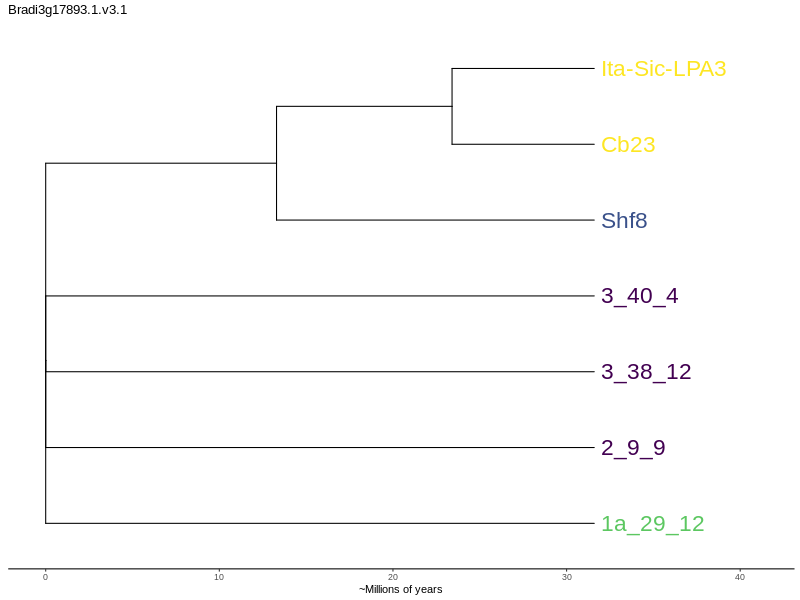 Bradi3g17893.1.v3.1
Ita-Sic-LPA3
Cb23
Shf8
3_40_4
3_38_12
2_9_9
1a_29_12
0 10 20 30 40
~Millions of years